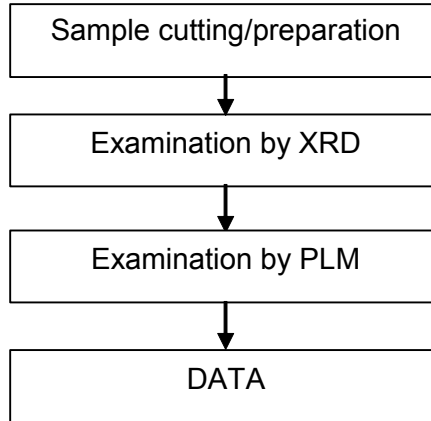 Sample cutting/preparation
Examination by XRD
Examination by PLM
DATA